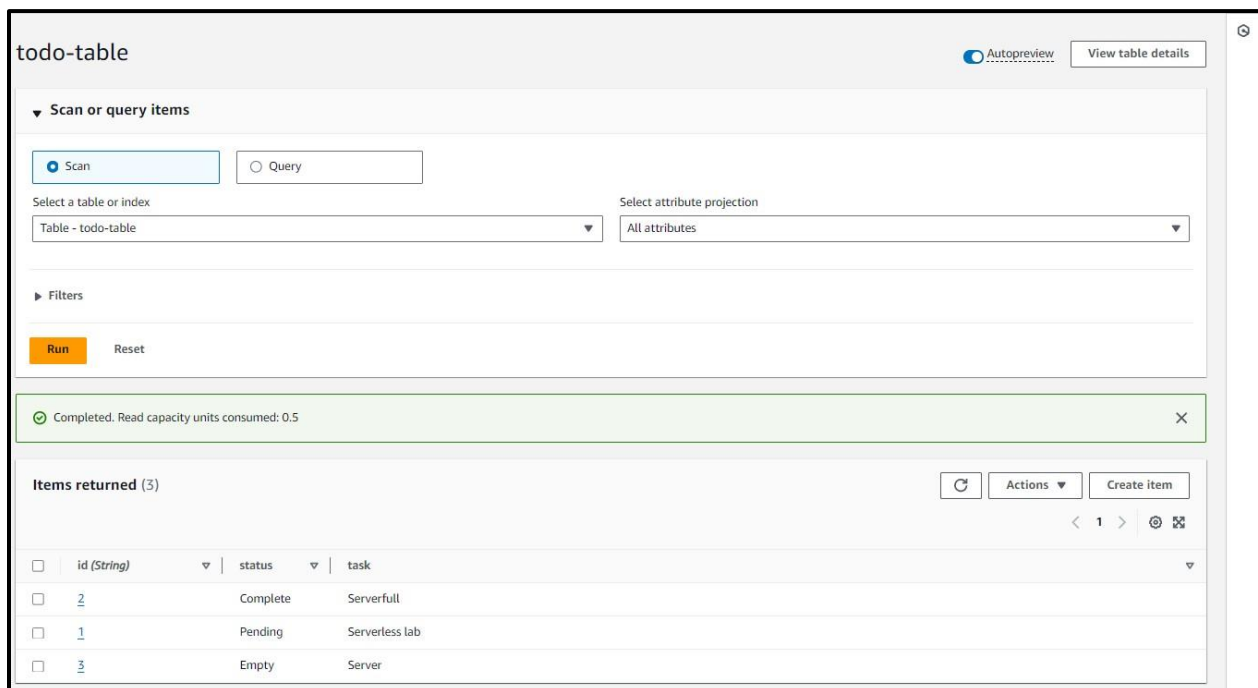 todo-table
Autopreview
View table details
Scan or query items
Scan
Query
Select a table or index
Select attribute projection
Table - todo-table
All attributes
Filters
Run Reset
Completed. Read capacity units consumed: 0.5
Items returned (3)
Actions
Create item
1
id (String) status task
2 Complete Serverfull
1 Pending Serverless lab
3 Empty Server